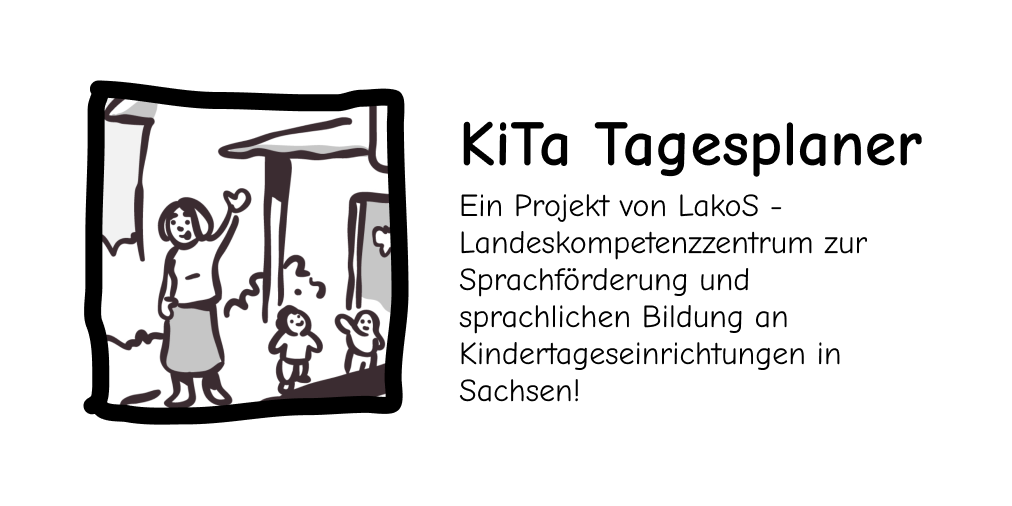 KiTa Tagesplaner
Ein Projekt von LakoS -
Landeskompetenzzentrum zur
Sprachförderung und
sprachlichen Bildung an
Kindertageseinrichtungen in
Sachsen!